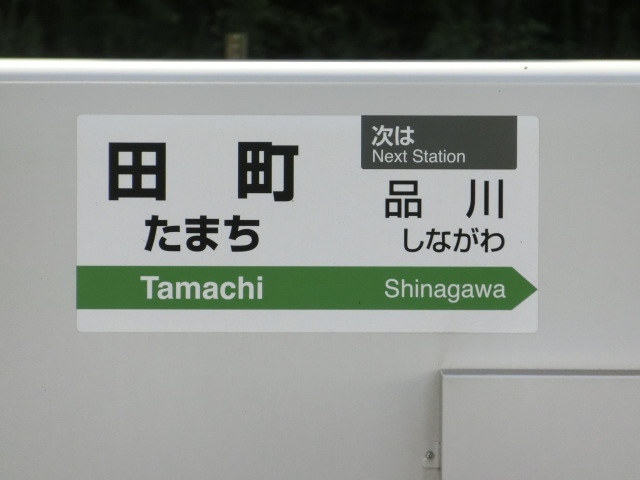 田町
たまち
Tamachi
次は
Next Station
品川
しながわ
Shinagawa